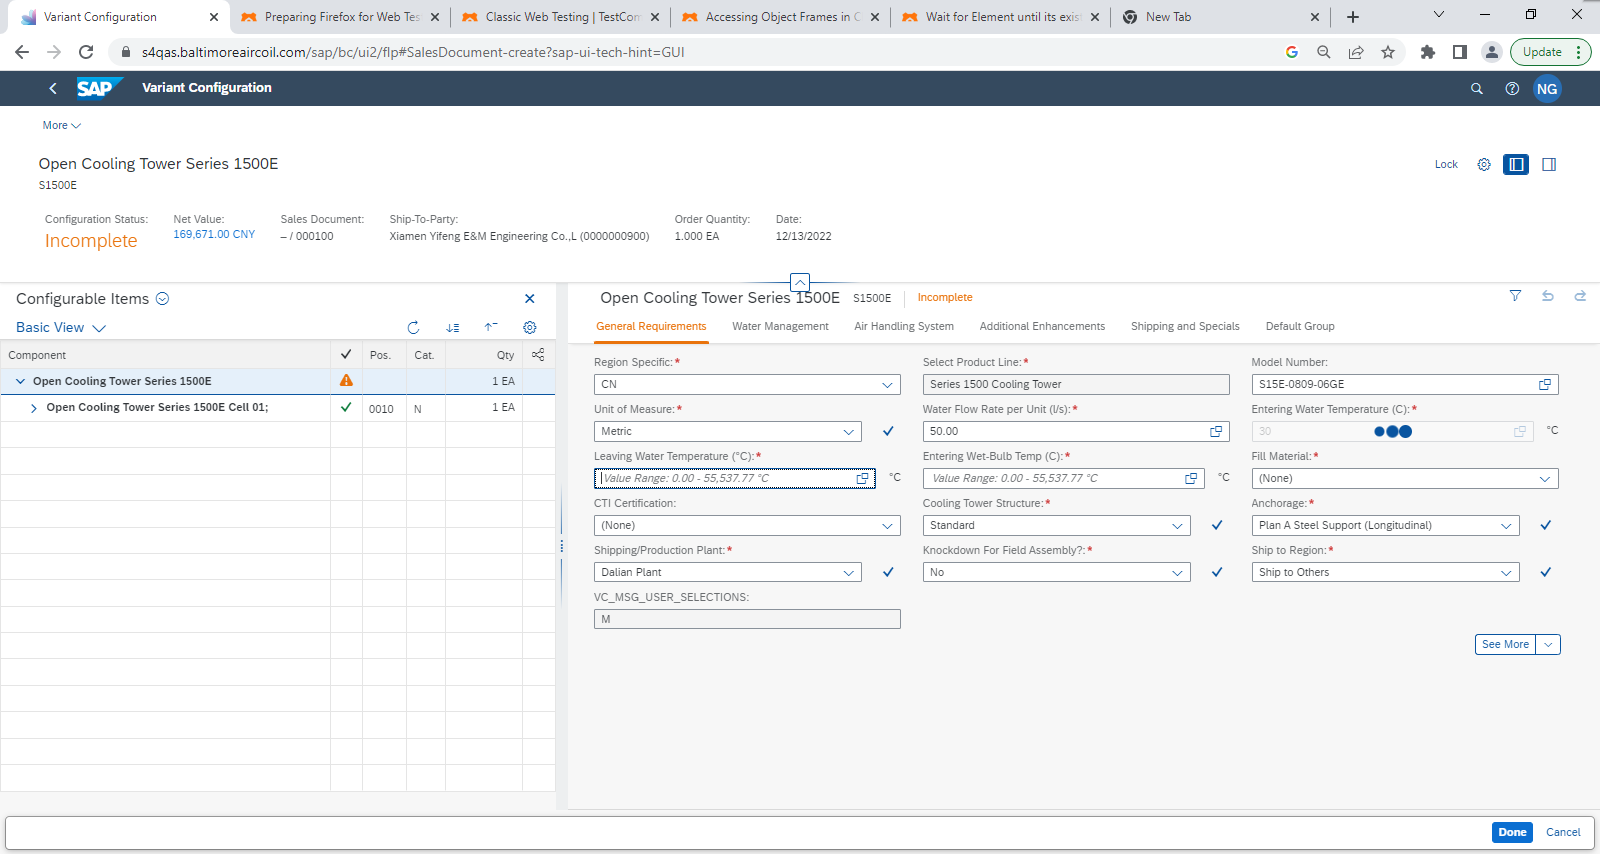 Variant Configuration
Preparing Firefox for Web Tes
Classic Web Testing | TestCom
Accessing Object Frames in C
Wait for Element until its exis
New Tab
s4qas.baltimoreaircoil.com/sap/bc/ui2/flp#SalesDocument-create?sap-ui-tech-hint=GUI
Update
SAP
Variant Configuration
NG
More
Open Cooling Tower Series 1500E
S1500E
Lock
Configuration Status:
Net Value:
Sales Document:
Ship-To-Party:
Order Quantity:
Date:
Incomplete
169,671.00 CNY
– / 000100
Xiamen Yifeng E&M Engineering Co.,L (0000000900)
1.000 EA
12/13/2022
Configurable Items
Basic View
Component
Pos.
Cat.
Qty
Open Cooling Tower Series 1500E
1 EA
Open Cooling Tower Series 1500E Cell 01;
0010
N
1 EA
Open Cooling Tower Series 1500E
S1500E
Incomplete
General Requirements
Water Management
Air Handling System
Additional Enhancements
Shipping and Specials
Default Group
Region Specific:*
Select Product Line:*
Model Number:
CN
Series 1500 Cooling Tower
S15E-0809-06GE
Unit of Measure:*
Water Flow Rate per Unit (l/s):*
Entering Water Temperature (C):*
Metric
50.00
30
°C
Leaving Water Temperature (°C):*
Entering Wet-Bulb Temp (C):*
Fill Material:*
Value Range: 0.00 - 55,537.77 °C
°C
Value Range: 0.00 - 55,537.77 °C
°C
(None)
CTI Certification:
Cooling Tower Structure:*
Anchorage:*
(None)
Standard
Plan A Steel Support (Longitudinal)
Shipping/Production Plant:*
Knockdown For Field Assembly?:*
Ship to Region:*
Dalian Plant
No
Ship to Others
VC_MSG_USER_SELECTIONS:
M
See More
Done
Cancel